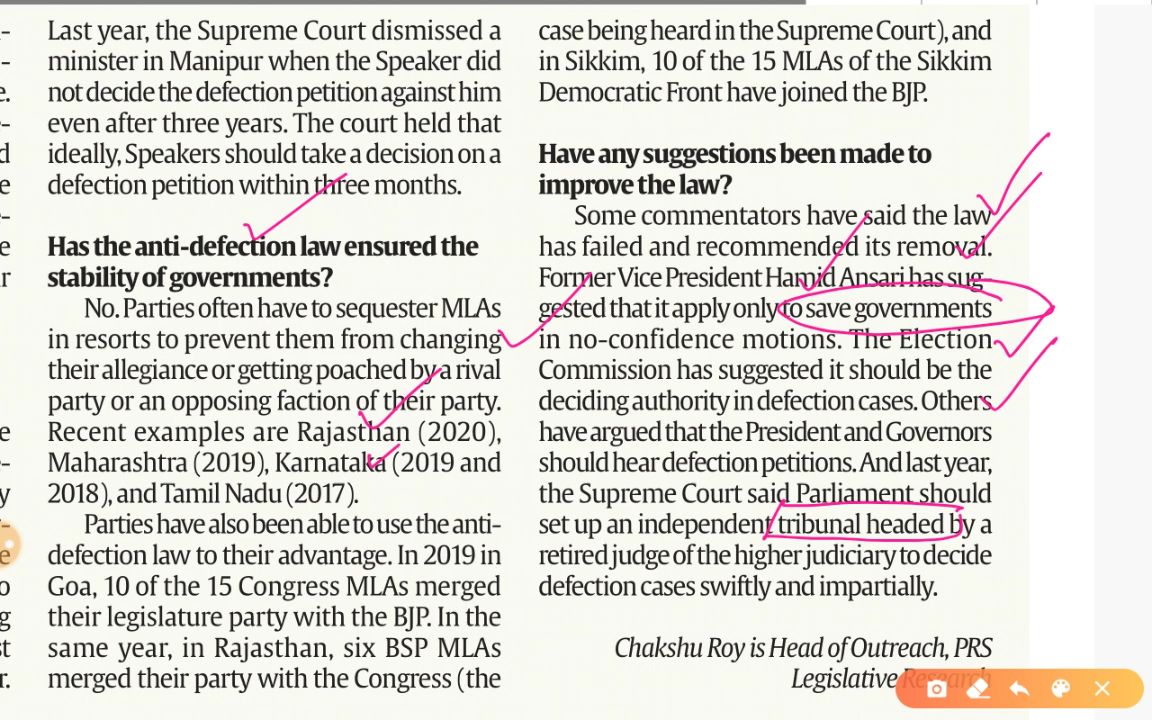 Last year, the Supreme Court dismissed a
minister in Manipur when the Speaker did
not decide the defection petition against him
even after three years. The court held that
ideally, Speakers should take a decision on a
defection petition within three months.
Has the anti-defection law ensured the
stability of governments?
No. Parties often have to sequester MLAs
in resorts to prevent them from changing
their allegiance or getting poached by a rival
party or an opposing faction of their party.
Recent examples are Rajasthan (2020),
Maharashtra (2019), Karnataka (2019 and
2018), and Tamil Nadu (2017).
Parties have also been able to use the anti-
defection law to their advantage. In 2019 in
Goa, 10 of the 15 Congress MLAs merged
their legislature party with the BJP. In the
same year, in Rajasthan, six BSP MLAs
merged their party with the Congress (the
case being heard in the Supreme Court), and
in Sikkim, 10 of the 15 MLAs of the Sikkim
Democratic Front have joined the BJP.
Have any suggestions been made to
improve the law?
Some commentators have said the law
has failed and recommended its removal.
Former Vice President Hamid Ansari has sug-
gested that it apply only to save governments
in no-confidence motions. The Election
Commission has suggested it should be the
deciding authority in defection cases. Others
have argued that the President and Governors
should hear defection petitions. And last year,
the Supreme Court said Parliament should
set up an independent tribunal headed by a
retired judge of the higher judiciary to decide
defection cases swiftly and impartially.
Chakshu Roy is Head of Outreach, PRS
Legislative Research